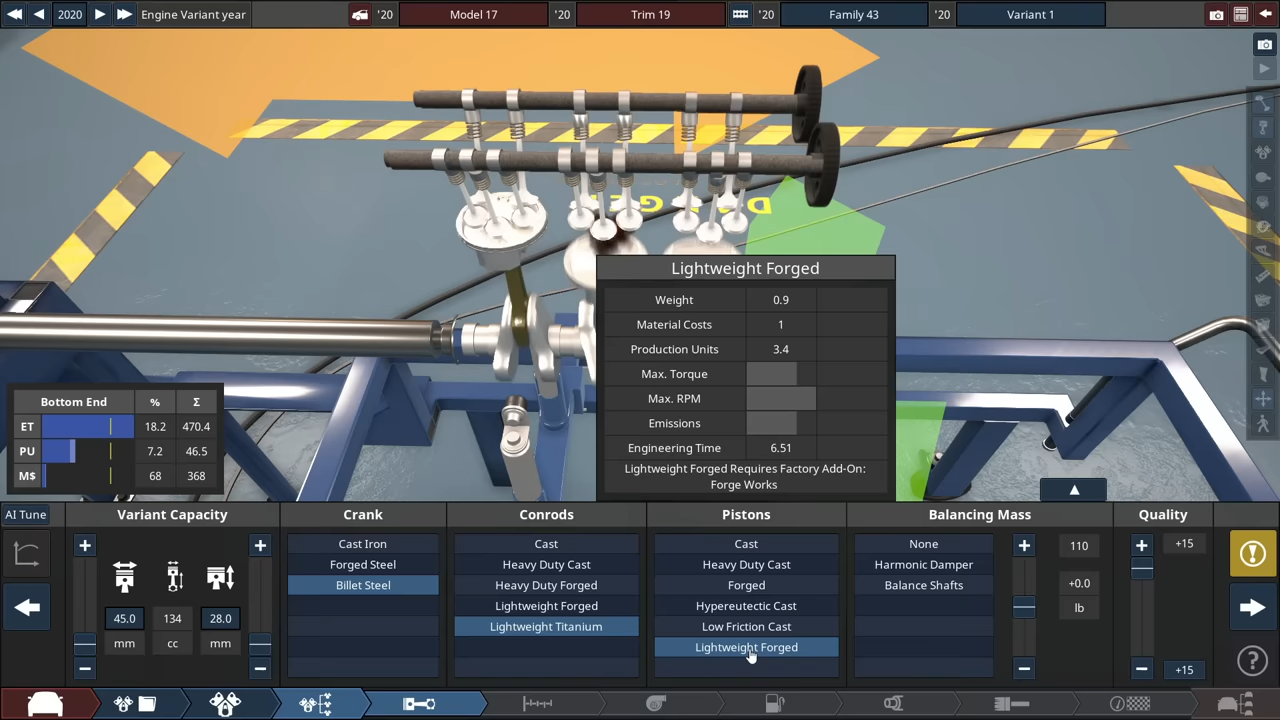 2020 Engine Variant year '20 Model 17 '20 Trim 19 '20 Family 43 '20 Variant 1
Lightweight Forged
Weight 0.9
Material Costs 1
Production Units 3.4
Max. Torque
Max. RPM
Emissions
Engineering Time 6.51
Lightweight Forged Requires Factory Add-On:
Forge Works
Bottom End % Σ
ET 18.2 470.4
PU 7.2 46.5
M$ 68 368
AI Tune
Variant Capacity
45.0 134 28.0
mm cc mm
Crank
Cast Iron
Forged Steel
Billet Steel
Conrods
Cast
Heavy Duty Cast
Heavy Duty Forged
Lightweight Forged
Lightweight Titanium
Pistons
Cast
Heavy Duty Cast
Forged
Hypereutectic Cast
Low Friction Cast
Lightweight Forged
Balancing Mass
None
Harmonic Damper
Balance Shafts
110
+0.0
lb
Quality
+15
+15